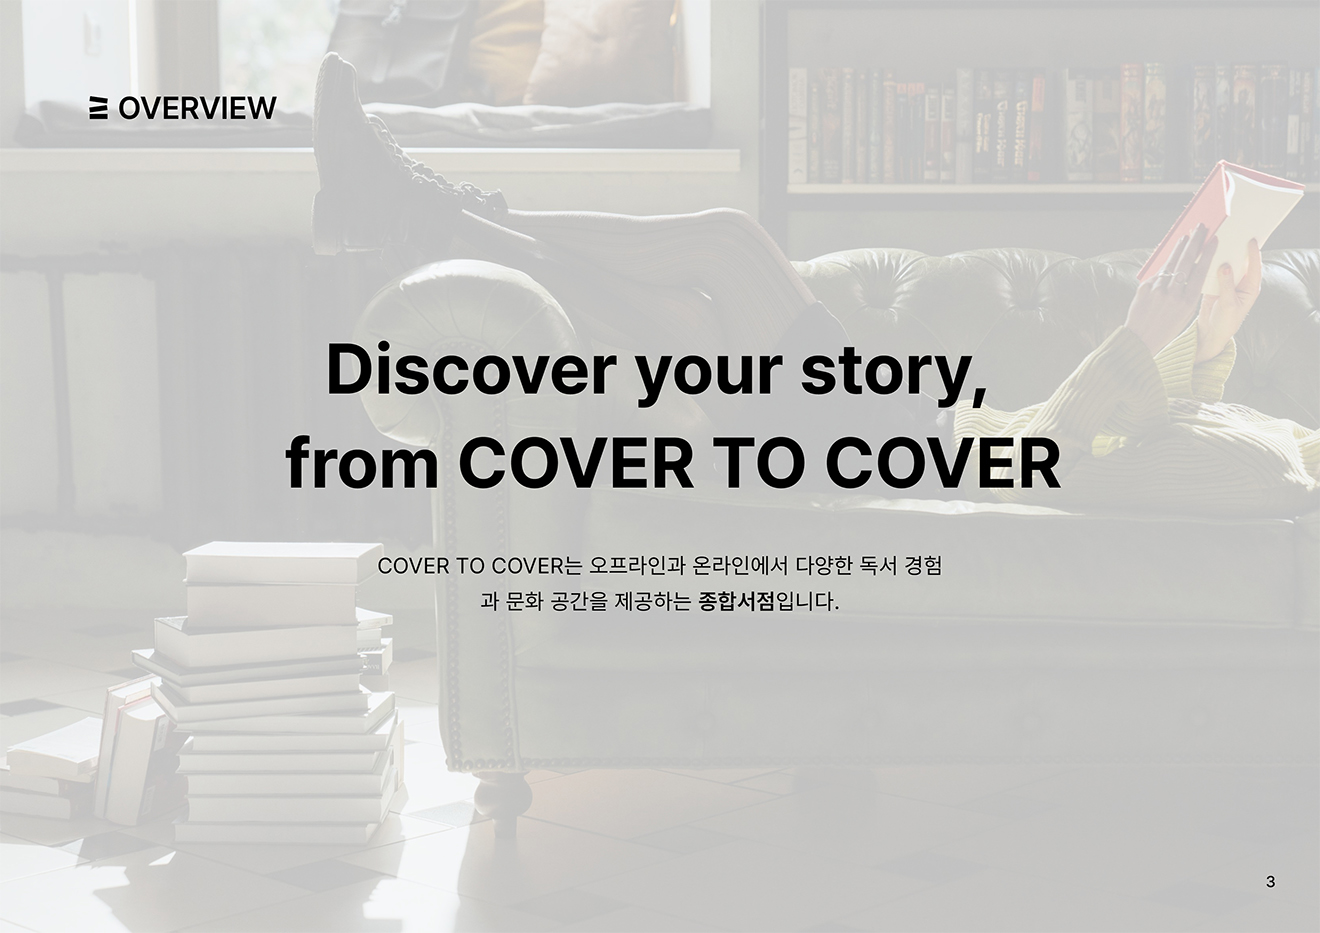 OVERVIEW
Discover your story,
from COVER TO COVER
COVER TO COVER는 오프라인과 온라인에서 다양한 독서 경험
과 문화 공간을 제공하는 종합서점입니다.
3